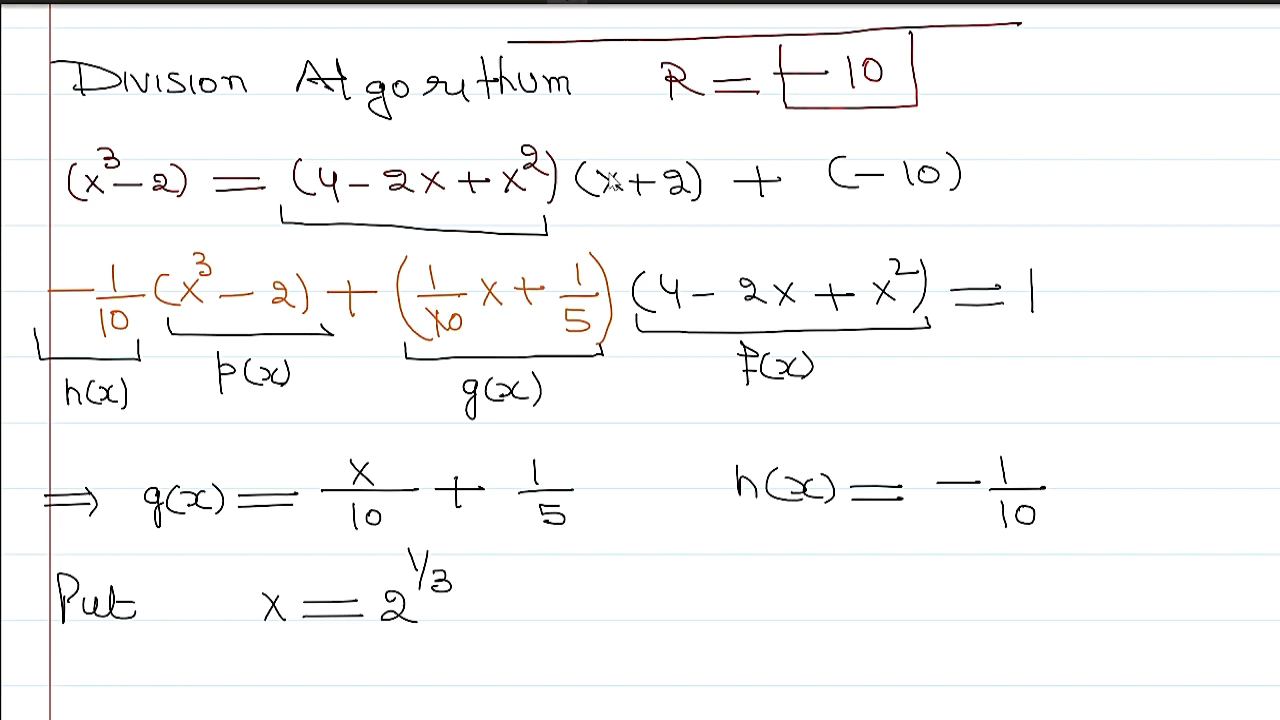 Division Algorithum R = -10
(x³ - 2) = (4 - 2x + x²)(x + 2) + (-10)
-1/10 (x³ - 2) + (1/10 x + 1/5)(4 - 2x + x²) = 1
h(x) p(x) g(x) f(x)
⇒ g(x) = x/10 + 1/5 h(x) = -1/10
Put x = 2^1/3